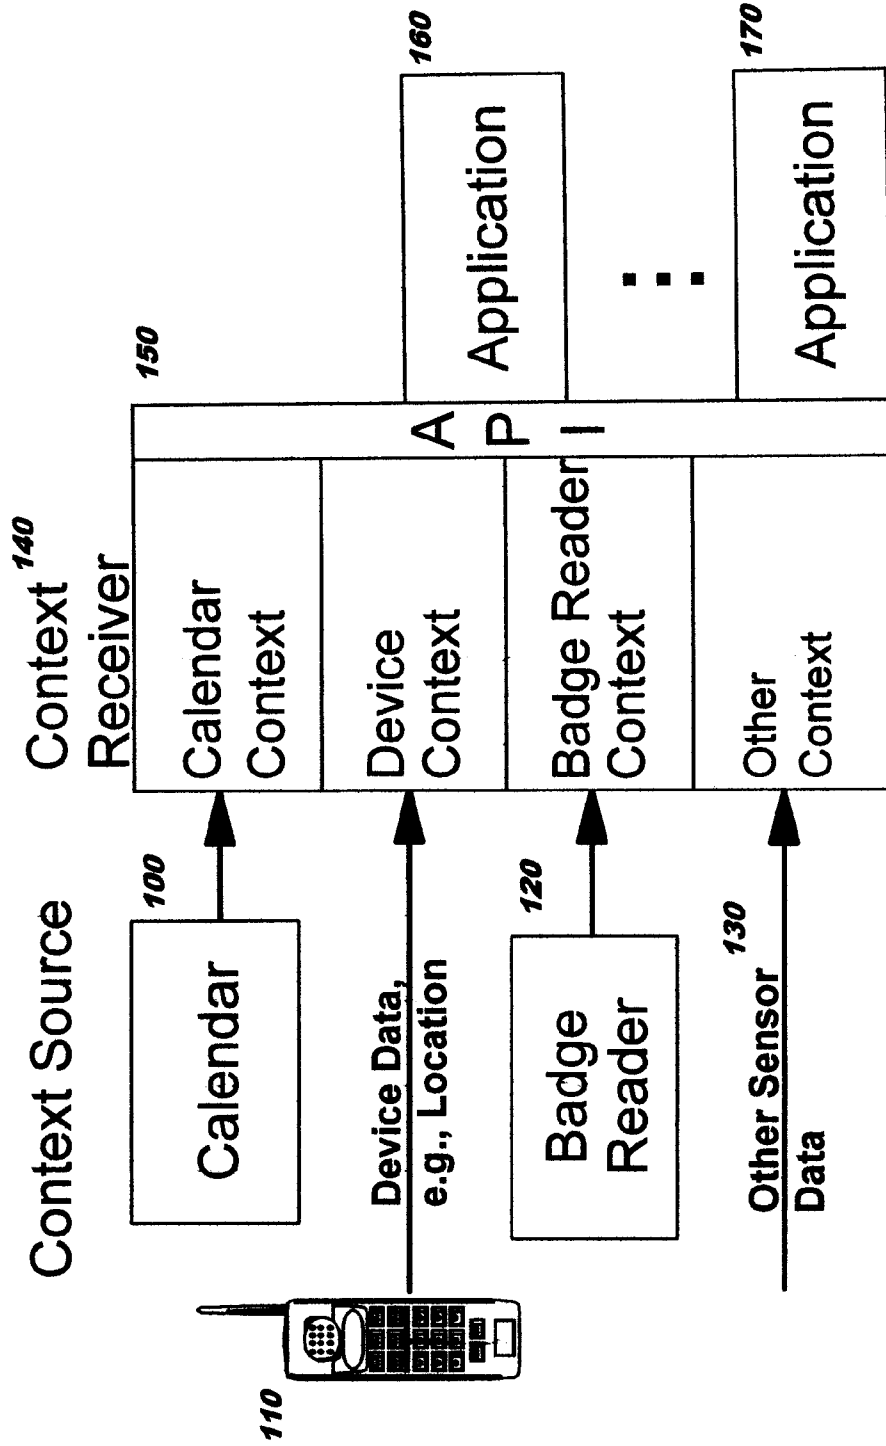 Context Source
Context
Receiver
140
Calendar
100
Calendar
Context
150
110
Device Data,
e.g., Location
Device
Context
A
P
I
Application
160
Badge
Reader
120
Badge Reader
Context
Other Sensor
Data
130
Other
Context
Application
170